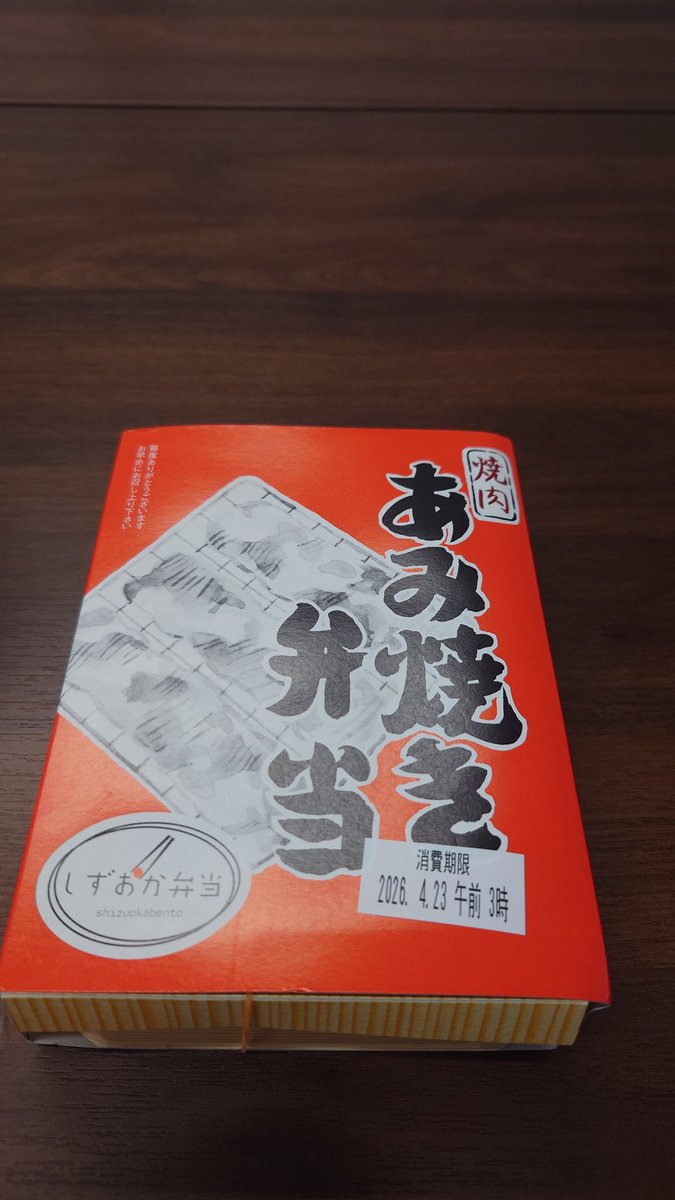 焼肉
あみ焼き
弁当
毎度ありがとうございます
お早めにお召し上り下さい
しずおか弁当
shizuokabento
消費期限
2026. 4.23 午前 3時